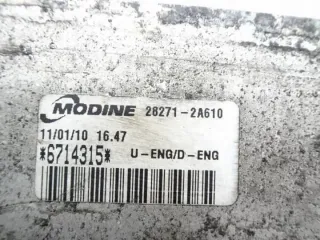 MODINE 28271-2A610
11/01/10 16.47
*6714315* U-ENG/D-ENG